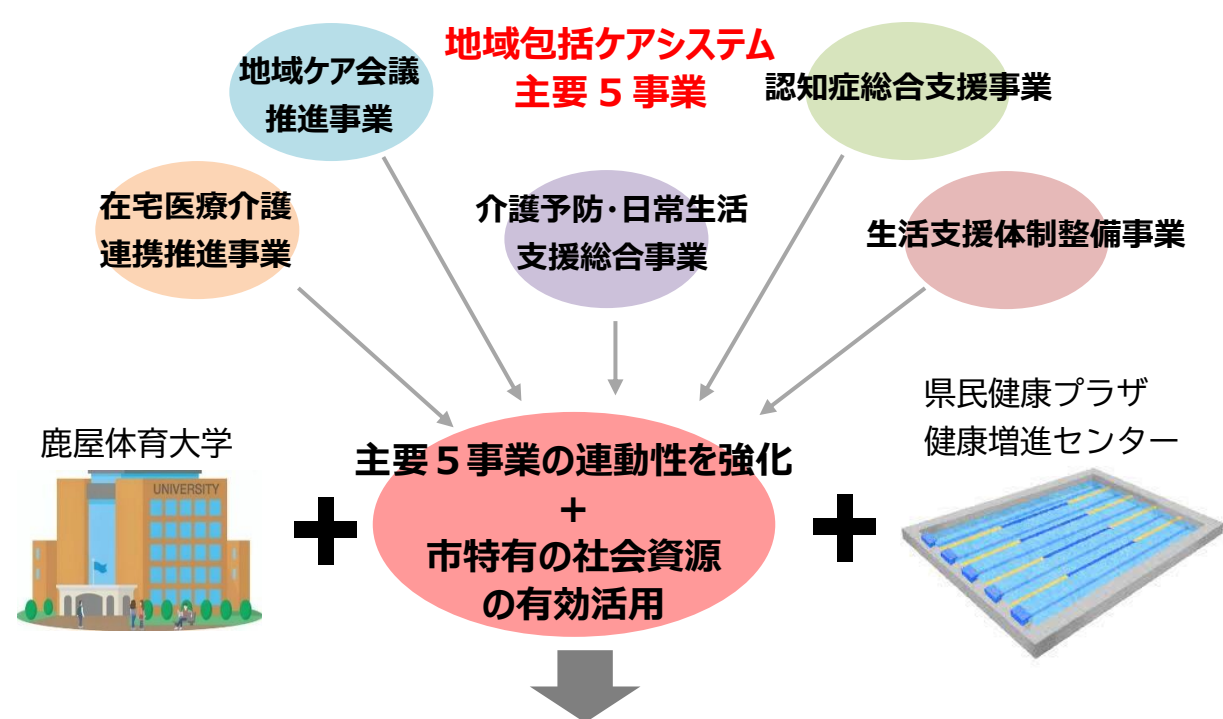 地域包括ケアシステム
主要５事業
地域ケア会議
推進事業
認知症総合支援事業
在宅医療介護
連携推進事業
介護予防・日常生活
支援総合事業
生活支援体制整備事業
県民健康プラザ
健康増進センター
鹿屋体育大学
UNIVERSITY
主要５事業の連動性を強化
+
市特有の社会資源
の有効活用